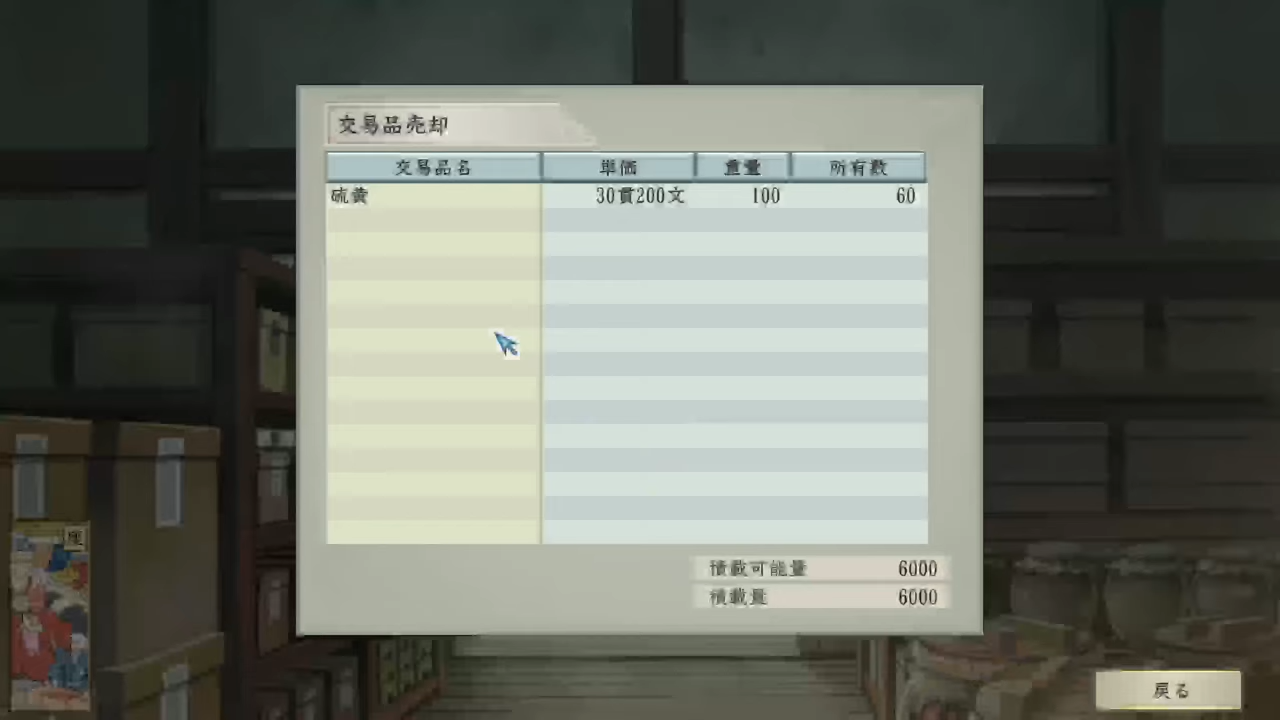 交易品売却
交易品名 単価 重量 所有数
硫黄 30貫200文 100 60
積載可能量 6000
積載量 6000
戻る